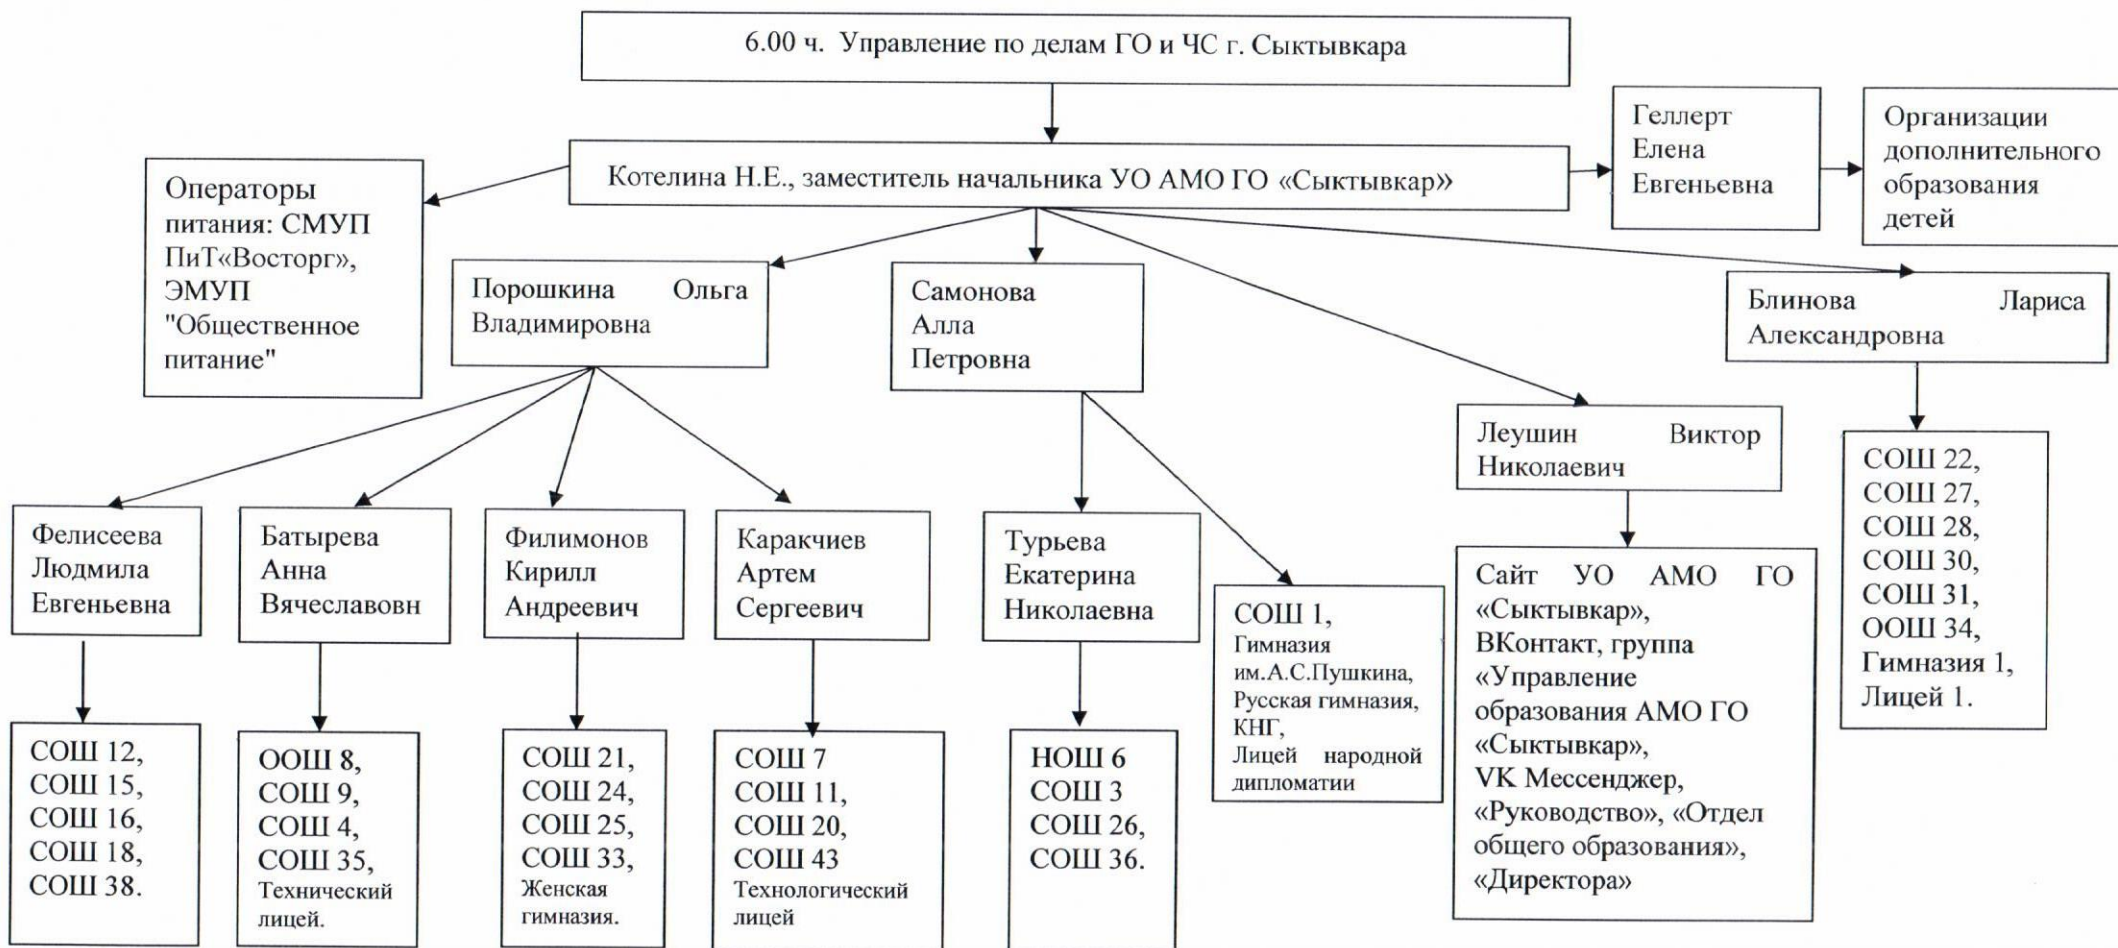 6.00 ч. Управление по делам ГО и ЧС г. Сыктывкара
Котелина Н.Е., заместитель начальника УО АМО ГО «Сыктывкар»
Геллерт
Елена
Евгеньевна
Организации
дополнительного
образования
детей
Операторы
питания: СМУП
ПиТ«Восторг»,
ЭМУП
"Общественное
питание"
Порошкина Ольга
Владимировна
Самонова
Алла
Петровна
Блинова Лариса
Александровна
Леушин Виктор
Николаевич
СОШ 22,
СОШ 27,
СОШ 28,
СОШ 30,
СОШ 31,
ООШ 34,
Гимназия 1,
Лицей 1.
Фелисеева
Людмила
Евгеньевна
Батырева
Анна
Вячеславовн
Филимонов
Кирилл
Андреевич
Каракчиев
Артем
Сергеевич
Турьева
Екатерина
Николаевна
СОШ 1,
Гимназия
им.А.С.Пушкина,
Русская гимназия,
КНГ,
Лицей народной
дипломатии
Сайт УО АМО ГО
«Сыктывкар»,
ВКонтакт, группа
«Управление
образования АМО ГО
«Сыктывкар»,
VK Мессенджер,
«Руководство», «Отдел
общего образования»,
«Директора»
СОШ 12,
СОШ 15,
СОШ 16,
СОШ 18,
СОШ 38.
ООШ 8,
СОШ 9,
СОШ 4,
СОШ 35,
Технический
лицей.
СОШ 21,
СОШ 24,
СОШ 25,
СОШ 33,
Женская
гимназия.
СОШ 7
СОШ 11,
СОШ 20,
СОШ 43
Технологический
лицей
НОШ 6
СОШ 3
СОШ 26,
СОШ 36.